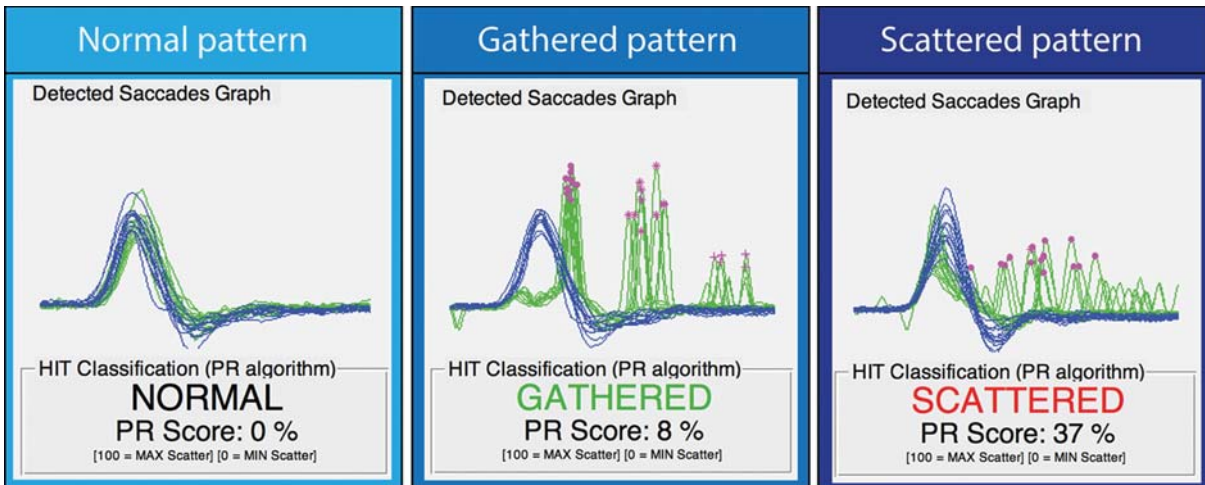 Normal pattern
Detected Saccades Graph
HIT Classification (PR algorithm)
NORMAL
PR Score: 0 %
[100 = MAX Scatter] [0 = MIN Scatter]
Gathered pattern
Detected Saccades Graph
HIT Classification (PR algorithm)
GATHERED
PR Score: 8 %
[100 = MAX Scatter] [0 = MIN Scatter]
Scattered pattern
Detected Saccades Graph
HIT Classification (PR algorithm)
SCATTERED
PR Score: 37 %
[100 = MAX Scatter] [0 = MIN Scatter]